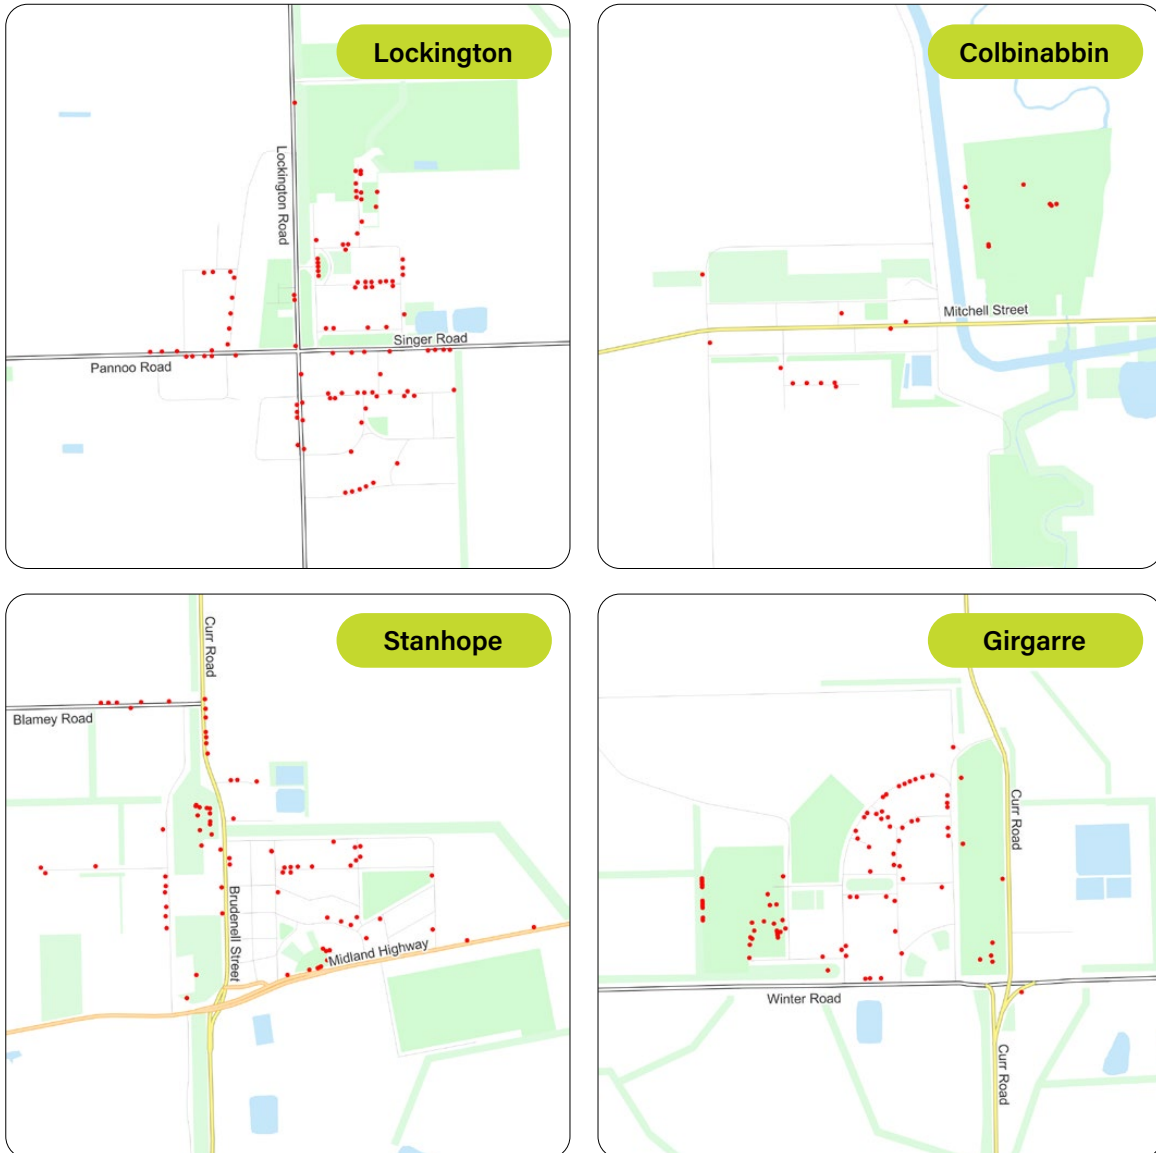 Lockington
Lockington Road
Singer Road
Pannoo Road
Colbinabbin
Mitchell Street
Stanhope
Curr Road
Blamey Road
Brudenell Street
Midland Highway
Girgarre
Curr Road
Winter Road
Curr Road